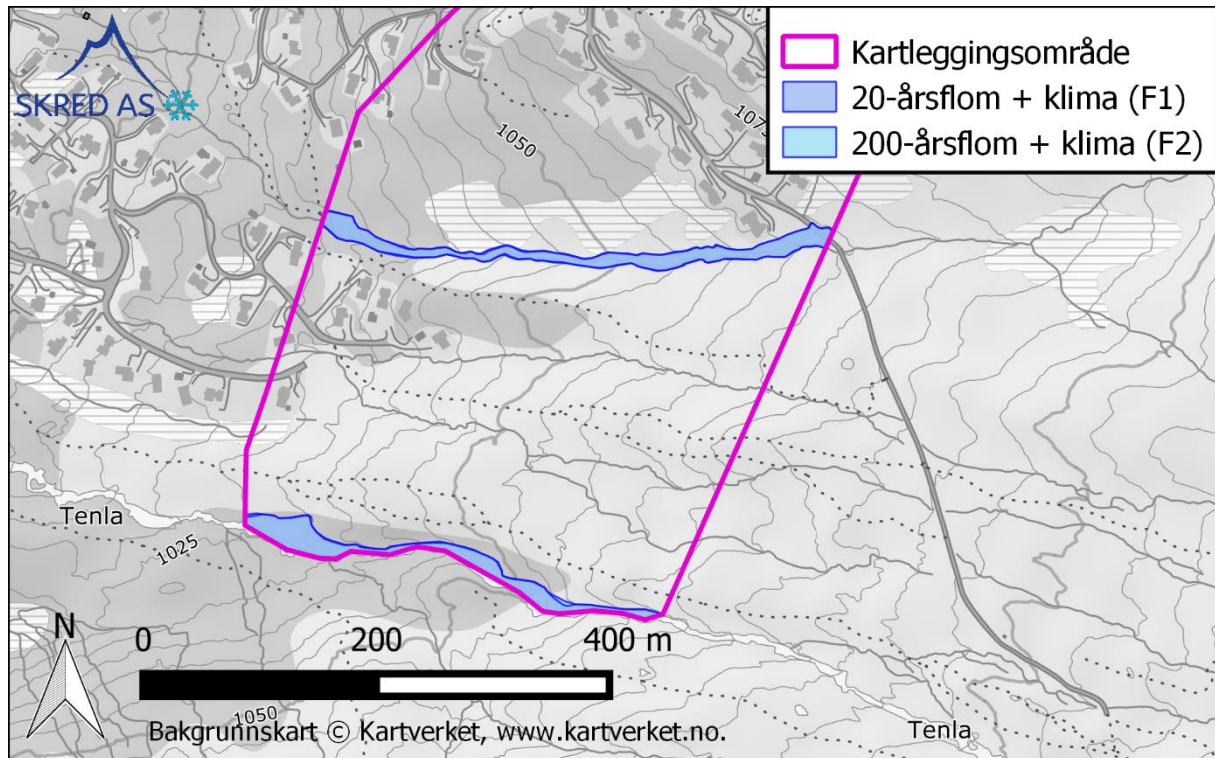 SKRED AS
Kartleggingsområde
20-årsflom + klima (F1)
200-årsflom + klima (F2)
1050
1075
Tenla
1025
N
0 200 400 m
1050
Bakgrunnskart © Kartverket, www.kartverket.no.
Tenla